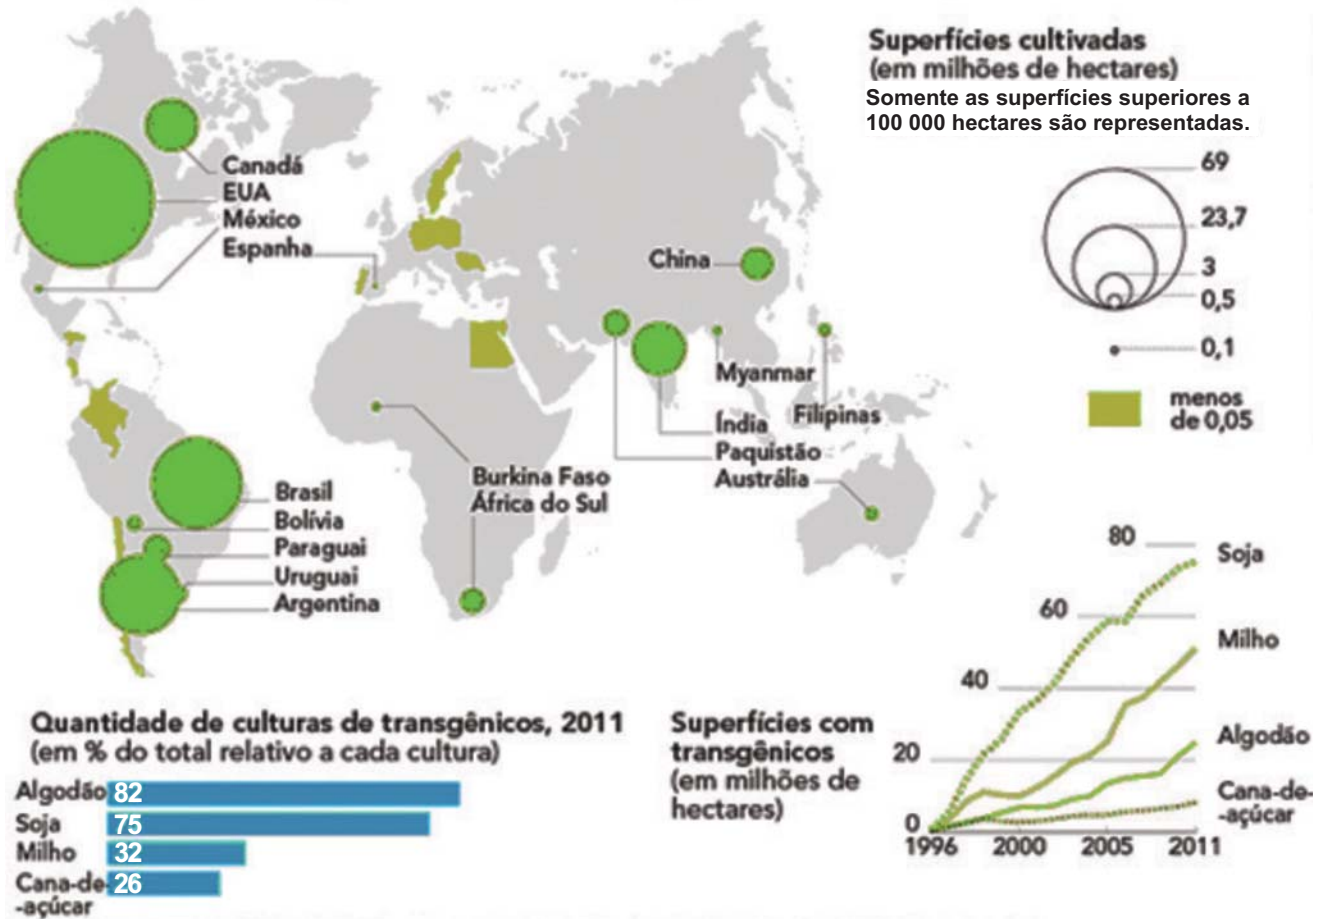 Superfícies cultivadas
(em milhões de hectares)
Somente as superfícies superiores a
100 000 hectares são representadas.
69
23,7
3
0,5
0,1
menos
de 0,05
Canadá
EUA
México
Espanha
China
Myanmar
Filipinas
Índia
Paquistão
Austrália
Burkina Faso
África do Sul
Brasil
Bolívia
Paraguai
Uruguai
Argentina
Quantidade de culturas de transgênicos, 2011
(em % do total relativo a cada cultura)
Algodão 82
Soja 75
Milho 32
Cana-de- 26
-açúcar
Superfícies com
transgênicos
(em milhões de
hectares)
80
60
40
20
0
1996 2000 2005 2011
Soja
Milho
Algodão
Cana-de-
-açúcar